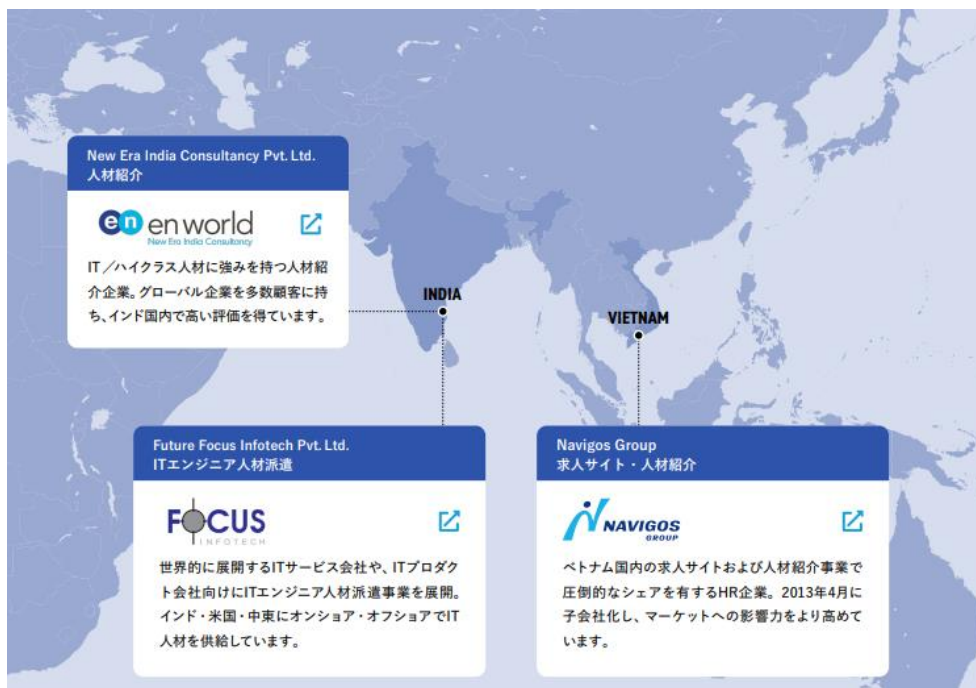 New Era India Consultancy Pvt. Ltd.
人材紹介
en en world
New Era India Consultancy
IT／ハイクラス人材に強みを持つ人材紹
介企業。グローバル企業を多数顧客に持
ち、インド国内で高い評価を得ています。
INDIA
VIETNAM
Future Focus Infotech Pvt. Ltd.
ITエンジニア人材派遣
FOCUS
INFOTECH
世界的に展開するITサービス会社や、ITプロダク
ト会社向けにITエンジニア人材派遣事業を展開。
インド・米国・中東にオンショア・オフショアでIT
人材を供給しています。
Navigos Group
求人サイト・人材紹介
NAVIGOS
GROUP
ベトナム国内の求人サイトおよび人材紹介事業で
圧倒的なシェアを有するHR企業。2013年4月に
子会社化し、マーケットへの影響力をより高めて
います。